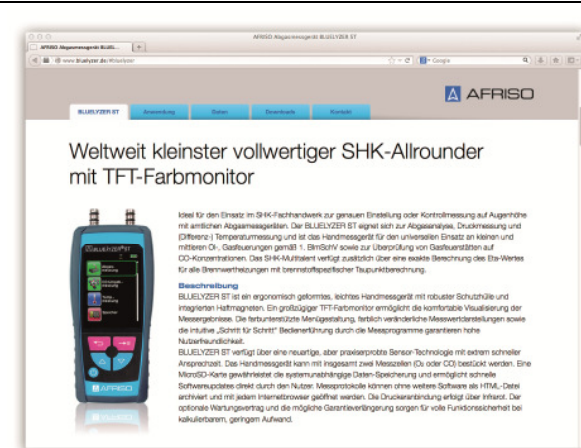 AFRISO Abgasmessgerät BLUELYZER ST
AFRISO Abgasmessgerät BLUEL...
www.bluelyzer.de/#bluelyzer
Google
AFRISO
BLUELYZER ST
Anwendung
Daten
Downloads
Kontakt
Weltweit kleinster vollwertiger SHK-Allrounder
mit TFT-Farbmonitor
Ideal für den Einsatz im SHK-Fachhandwerk zur genauen Einstellung oder Kontrollmessung auf Augenhöhe
mit amtlichen Abgasmessgeräten. Der BLUELYZER ST eignet sich zur Abgasanalyse, Druckmessung und
(Differenz-) Temperaturmessung und ist das Handmessgerät für den universellen Einsatz an kleinen und
mittleren Öl-, Gasfeuerungen gemäß 1. BImSchV sowie zur Überprüfung von Gasfeuerstätten auf
CO-Konzentrationen. Das SHK-Multitalent verfügt zusätzlich über eine exakte Berechnung des Eta-Wertes
für alle Brennwertheizungen mit brennstoffspezifischer Taupunktberechnung.
Beschreibung
BLUELYZER ST ist ein ergonomisch geformtes, leichtes Handmessgerät mit robuster Schutzhülle und
integrierten Haftmagneten. Ein großzügiger TFT-Farbmonitor ermöglicht die komfortable Visualisierung der
Messergebnisse. Die farbunterstützte Menügestaltung, farblich veränderliche Messwertdarstellungen sowie
die intuitive „Schritt für Schritt" Bedienerführung durch die Messprogramme garantieren hohe
Nutzerfreundlichkeit.
BLUELYZER ST verfügt über eine neuartige, aber praxiserprobte Sensor-Technologie mit extrem schneller
Ansprechzeit. Das Handmessgerät kann mit insgesamt zwei Messzellen (O₂ oder CO) bestückt werden. Eine
MicroSD-Karte gewährleistet die systemunabhängige Daten-Speicherung und ermöglicht schnelle
Softwareupdates direkt durch den Nutzer. Messprotokolle können ohne weitere Software als HTML-Datei
archiviert und mit jedem Internetbrowser geöffnet werden. Die Druckeranbindung erfolgt über Infrarot. Der
optionale Wartungsvertrag und die mögliche Garantieverlängerung sorgen für volle Funktionssicherheit bei
kalkulierbarem, geringem Aufwand.
BLUELYZER ST
Speicher
AFRISO